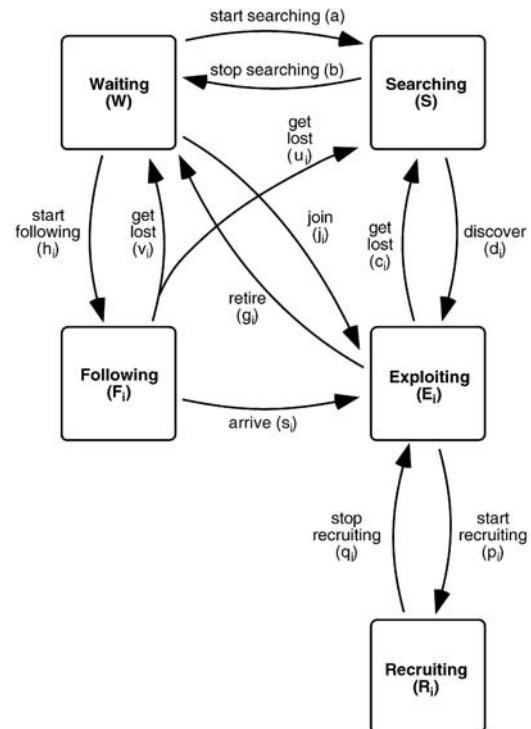 start searching (a)
Waiting
(W)
stop searching (b)
Searching
(S)
get
lost
(uᵢ)
start
following
(hᵢ)
get
lost
(vᵢ)
join
(jᵢ)
get
lost
(cᵢ)
discover
(dᵢ)
retire
(gᵢ)
Following
(Fᵢ)
Exploiting
(Eᵢ)
arrive (sᵢ)
stop
recruiting
(qᵢ)
start
recruiting
(pᵢ)
Recruiting
(Rᵢ)